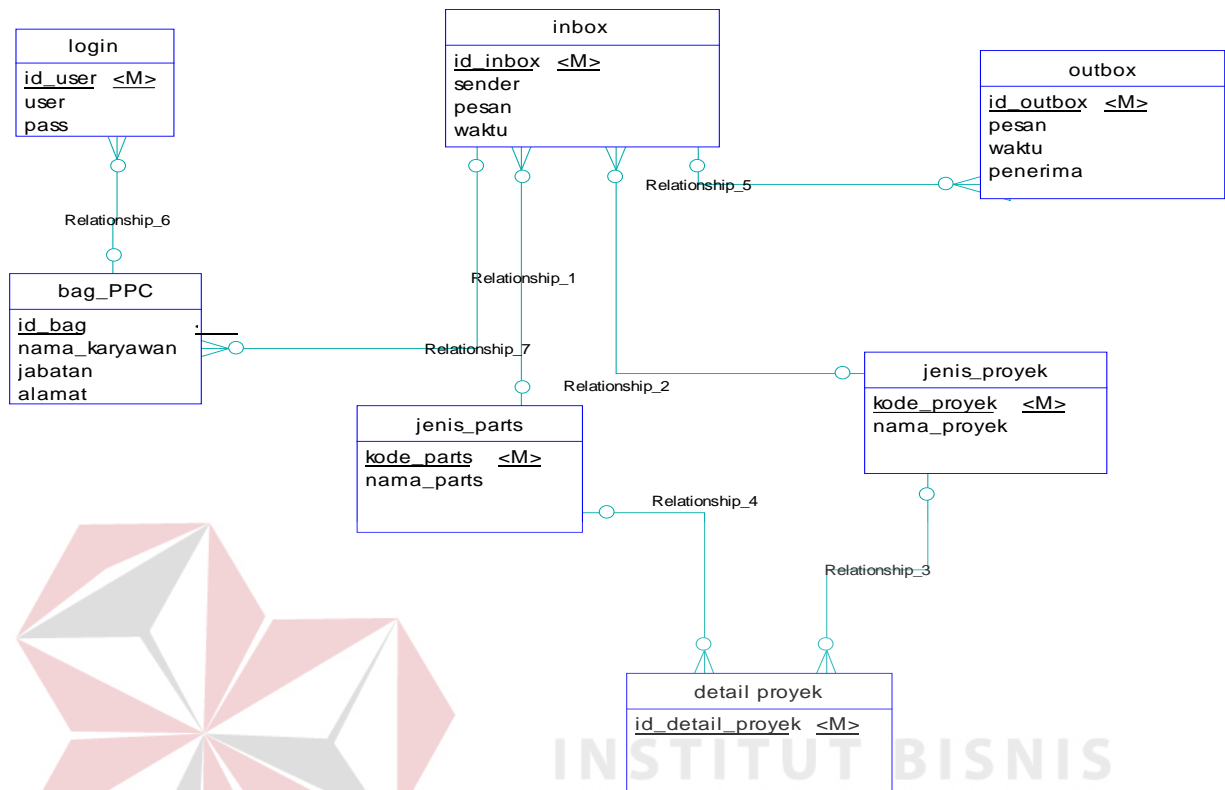 login
id_user <M>
user
pass
inbox
id_inbox <M>
sender
pesan
waktu
outbox
id_outbox <M>
pesan
waktu
penerima
Relationship_5
Relationship_6
Relationship_1
bag_PPC
id_bag
nama_karyawan
jabatan
alamat
Relationship_7
Relationship_2
jenis_proyek
kode_proyek <M>
nama_proyek
jenis_parts
kode_parts <M>
nama_parts
Relationship_4
Relationship_3
detail proyek
id_detail_proyek <M>
INSTITUT BISNIS